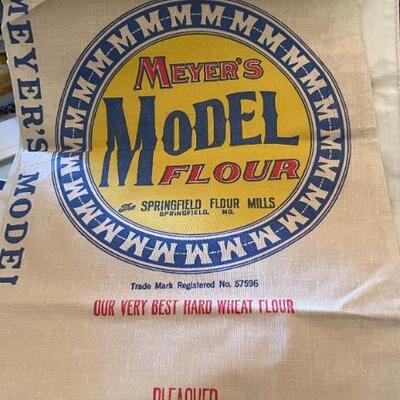 MEYER'S MODEL
MEYER'S
MODEL
FLOUR
The SPRINGFIELD FLOUR MILLS
SPRINGFIELD, MO.
Trade Mark Registered No. 57596
OUR VERY BEST HARD WHEAT FLOUR
BLEACHED